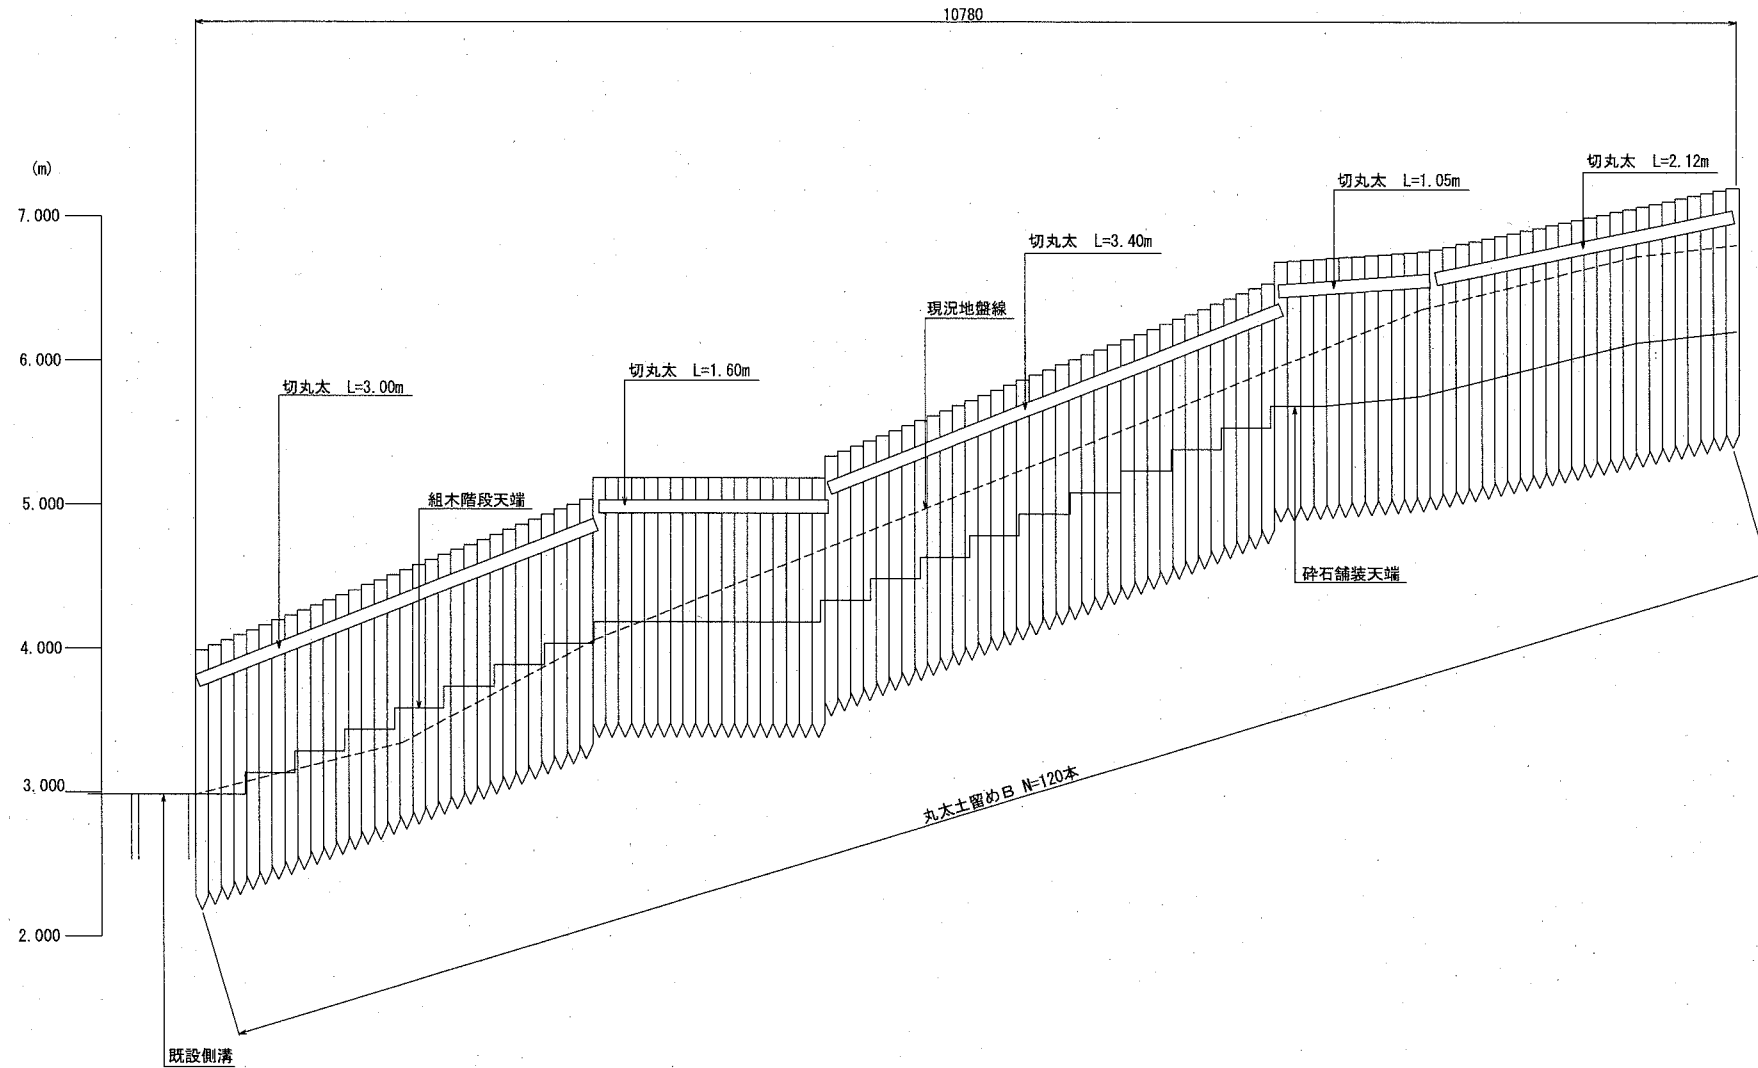 10780
(m)
切丸太 L=2.12m
切丸太 L=1.05m
7.000
切丸太 L=3.40m
現況地盤線
6.000
切丸太 L=1.60m
切丸太 L=3.00m
組木階段天端
5.000
砕石舗装天端
4.000
3.000
丸太土留めB N=120本
2.000
既設側溝